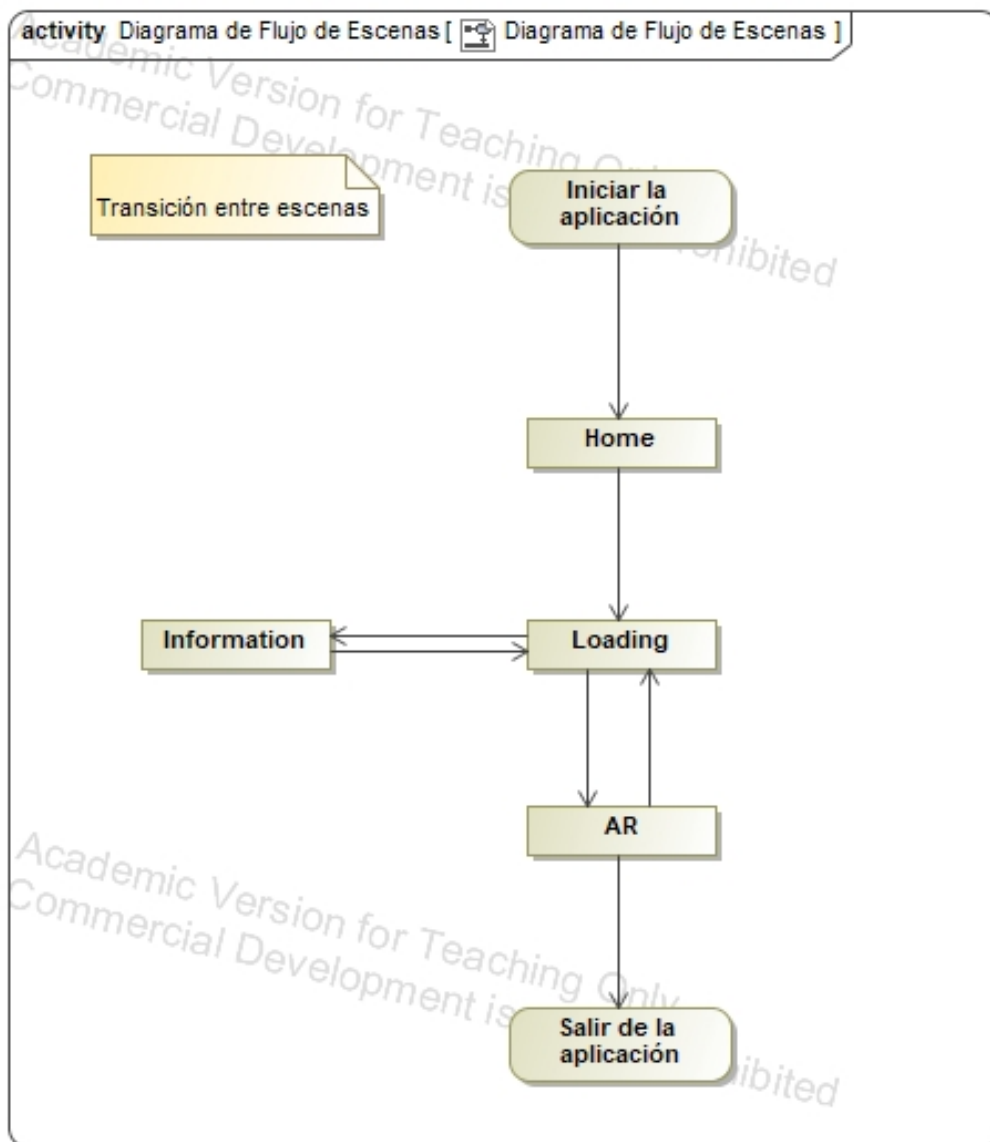 activity Diagrama de Flujo de Escenas [ Diagrama de Flujo de Escenas ]
Academic Version for Teaching Only
Commercial Development is Prohibited
Transición entre escenas
Iniciar la
aplicación
Home
Information
Loading
AR
Academic Version for Teaching Only
Commercial Development is Prohibited
Salir de la
aplicación